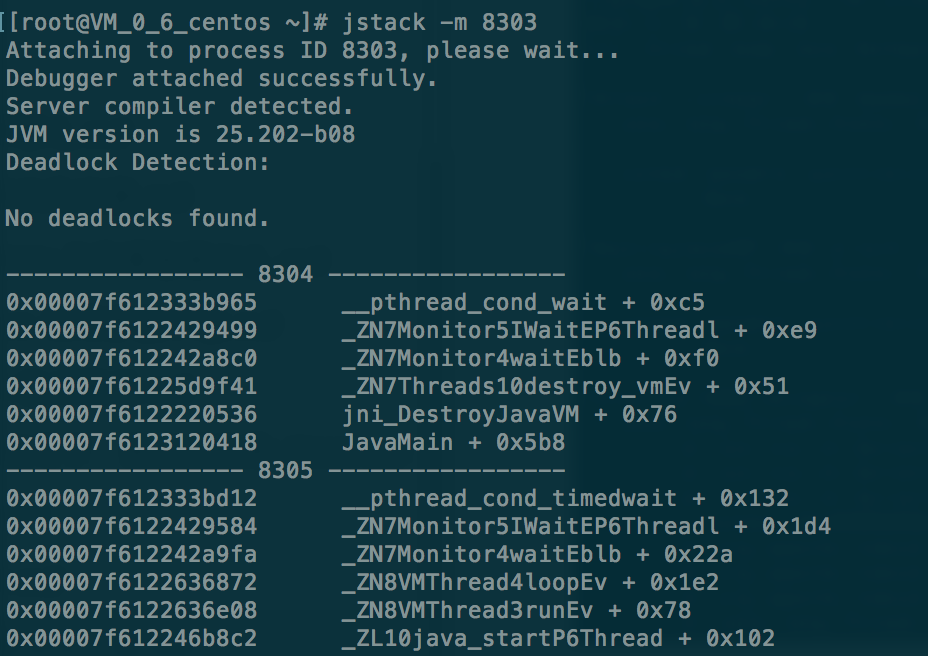 [[root@VM_0_6_centos ~]# jstack -m 8303
Attaching to process ID 8303, please wait...
Debugger attached successfully.
Server compiler detected.
JVM version is 25.202-b08
Deadlock Detection:
No deadlocks found.
----------------- 8304 -----------------
0x00007f612333b965	__pthread_cond_wait + 0xc5
0x00007f6122429499	_ZN7Monitor5IWaitEP6Threadl + 0xe9
0x00007f612242a8c0	_ZN7Monitor4waitEblb + 0xf0
0x00007f61225d9f41	_ZN7Threads10destroy_vmEv + 0x51
0x00007f6122220536	jni_DestroyJavaVM + 0x76
0x00007f6123120418	JavaMain + 0x5b8
----------------- 8305 -----------------
0x00007f612333bd12	__pthread_cond_timedwait + 0x132
0x00007f6122429584	_ZN7Monitor5IWaitEP6Threadl + 0x1d4
0x00007f612242a9fa	_ZN7Monitor4waitEblb + 0x22a
0x00007f6122636872	_ZN8VMThread4loopEv + 0x1e2
0x00007f6122636e08	_ZN8VMThread3runEv + 0x78
0x00007f612246b8c2	_ZL10java_startP6Thread + 0x102